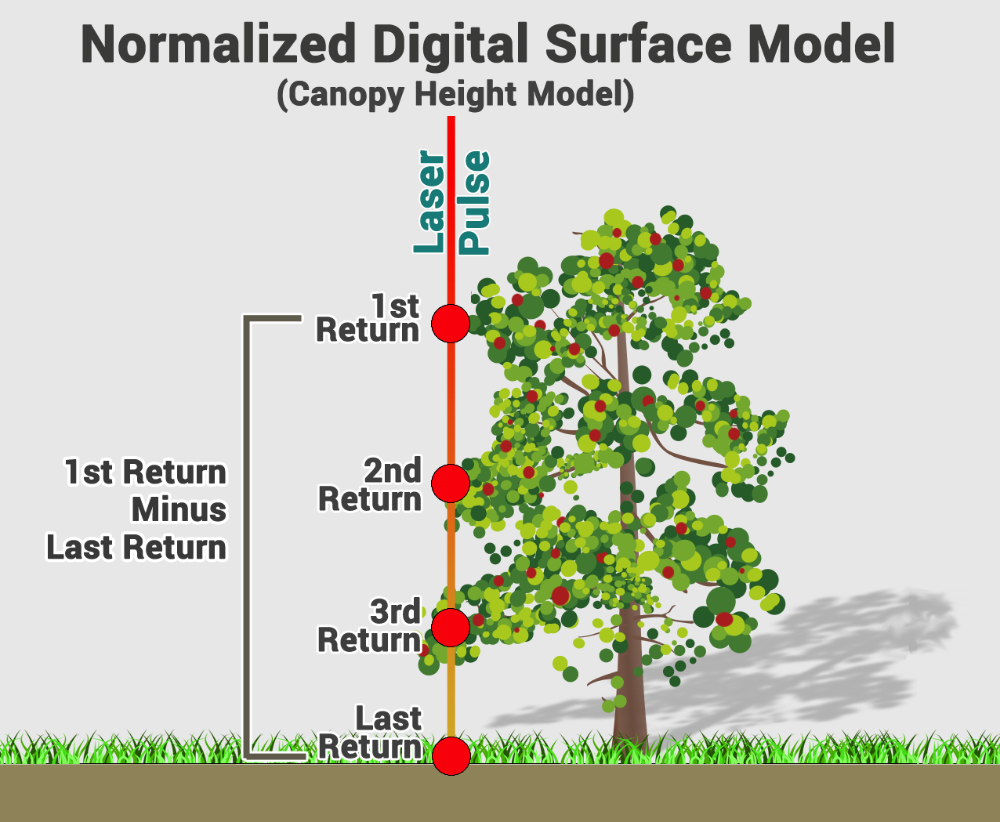 Normalized Digital Surface Model
(Canopy Height Model)
Laser
Pulse
1st
Return
2nd
Return
1st Return
Minus
Last Return
3rd
Return
Last
Return